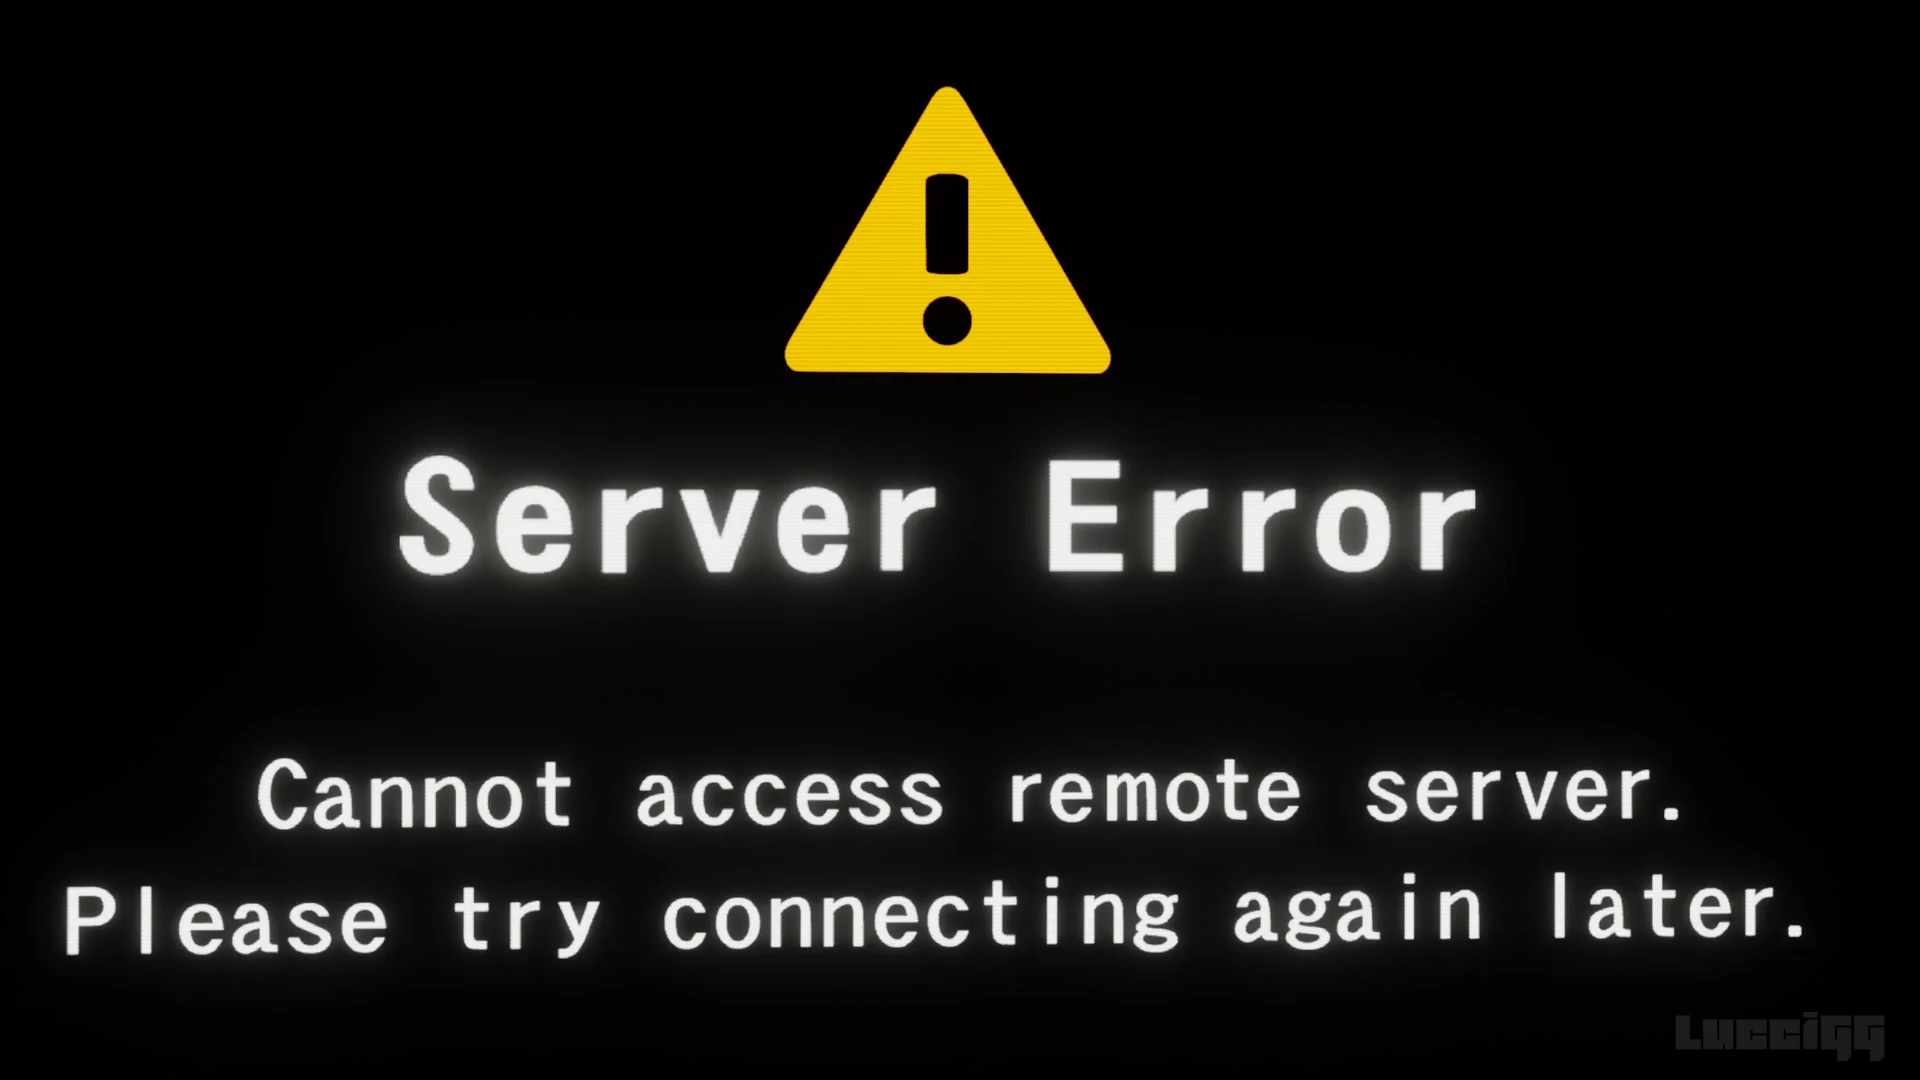 Server Error
Cannot access remote server.
Please try connecting again later.
LucciGG